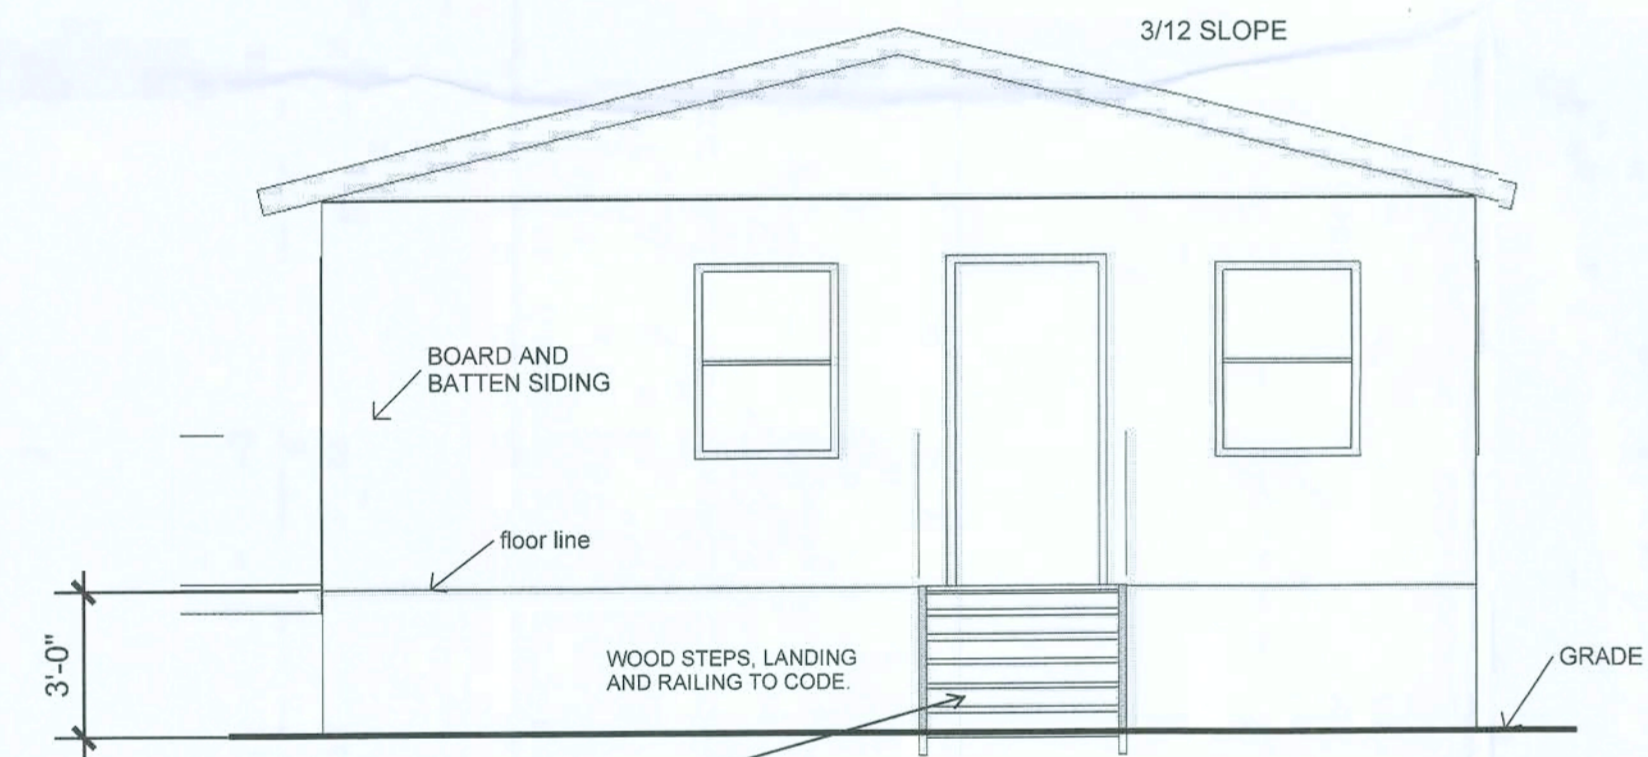 3/12 SLOPE
BOARD AND
BATTEN SIDING
floor line
3'-0"
WOOD STEPS, LANDING
AND RAILING TO CODE.
GRADE